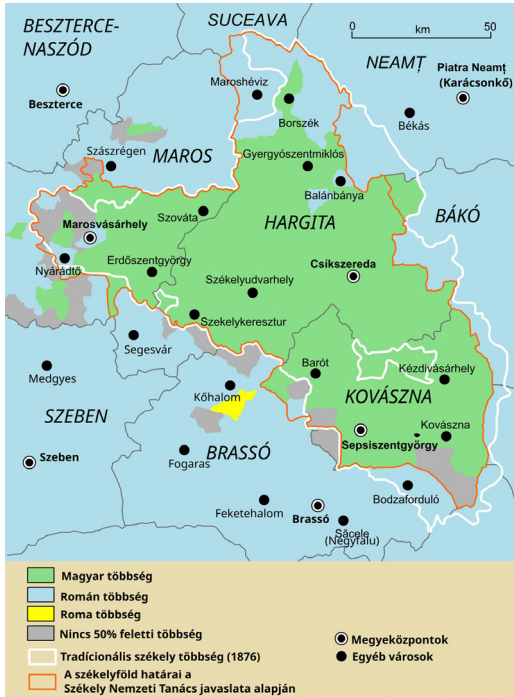 SUCEAVA
BESZTERCE-
NASZÓD
0 50
km
NEAMȚ
Piatra Neamț
(Karácsonkő)
Maroshévíz
Beszterce
Borszék
Békás
MAROS
Szászrégen
Gyergyószentmiklós
Balánbánya
BÁKÓ
Szováta
HARGITA
Marosvásárhely
Nyárádtő
Erdőszentgyörgy
Csíkszereda
Székelyudvarhely
Szekelykeresztur
Segesvár
Barót
Kézdivásárhely
Medgyes
Kőhalom
KOVÁSZNA
SZEBEN
Kovászna
Sepsiszentgyörgy
BRASSÓ
Fogaras
Szeben
Bodzaforduló
Feketehalom
Brassó
Săcele
(Négyfalu)
Magyar többség
Román többség
Roma többség
Nincs 50% feletti többség
Megyeközpontok
Tradícionális székely többség (1876)
Egyéb városok
A székelyföld határai a
Székely Nemzeti Tanács javaslata alapján